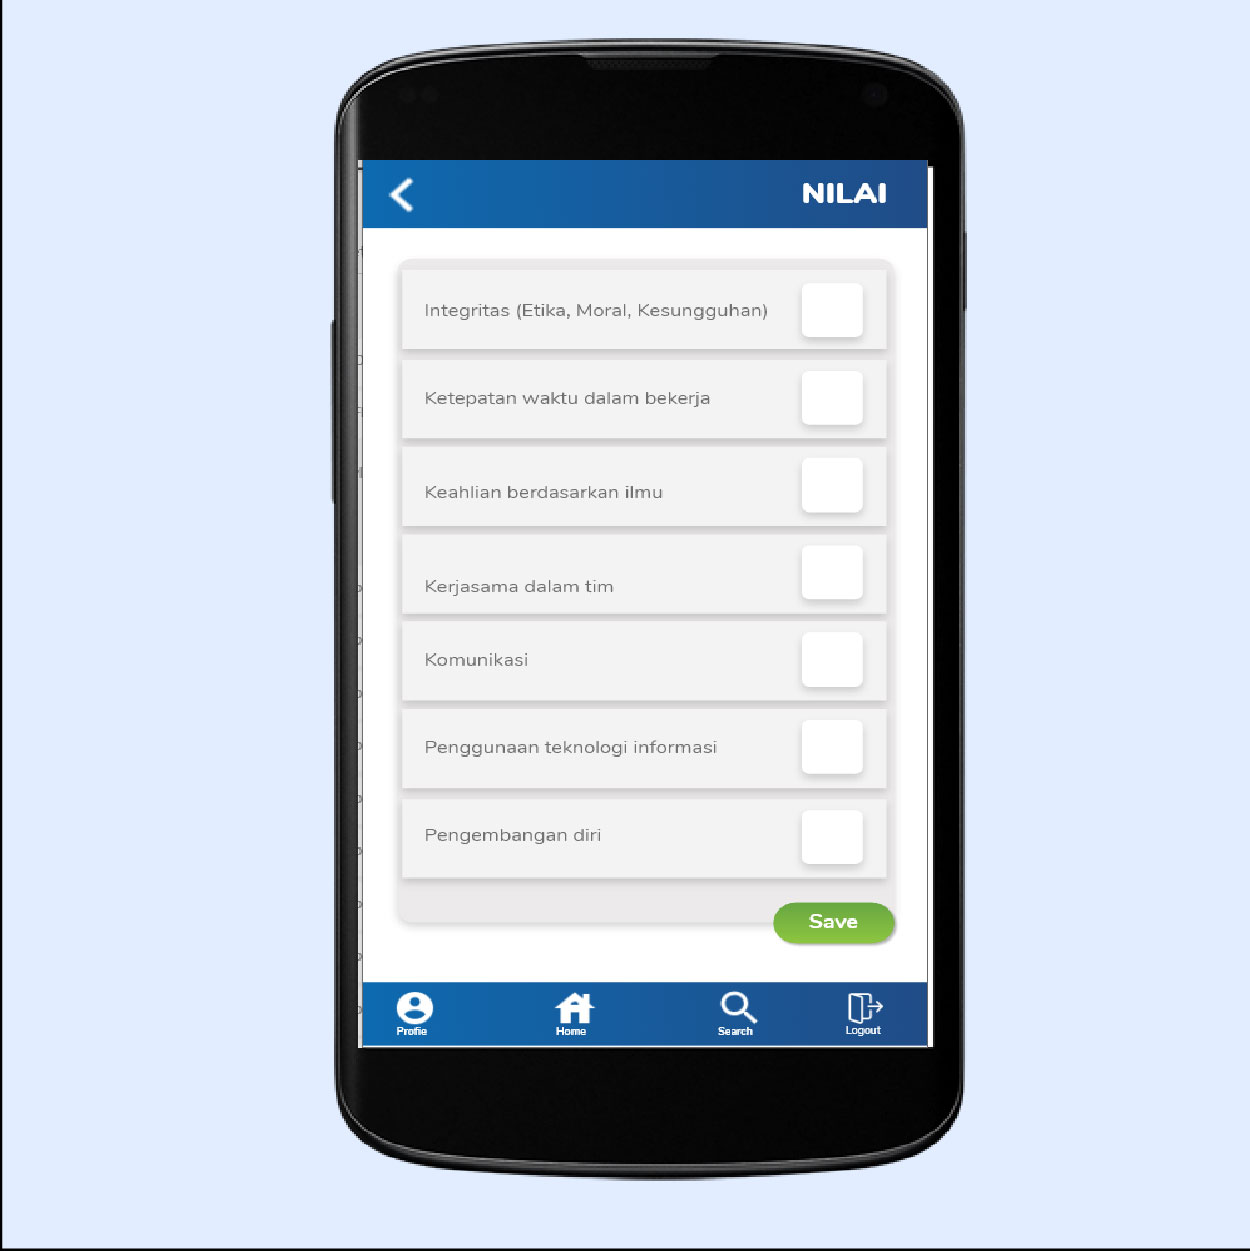 NILAI
Integritas (Etika, Moral, Kesungguhan)
Ketepatan waktu dalam bekerja
Keahlian berdasarkan ilmu
Kerjasama dalam tim
Komunikasi
Penggunaan teknologi informasi
Pengembangan diri
Save
Profie
Home
Search
Logout